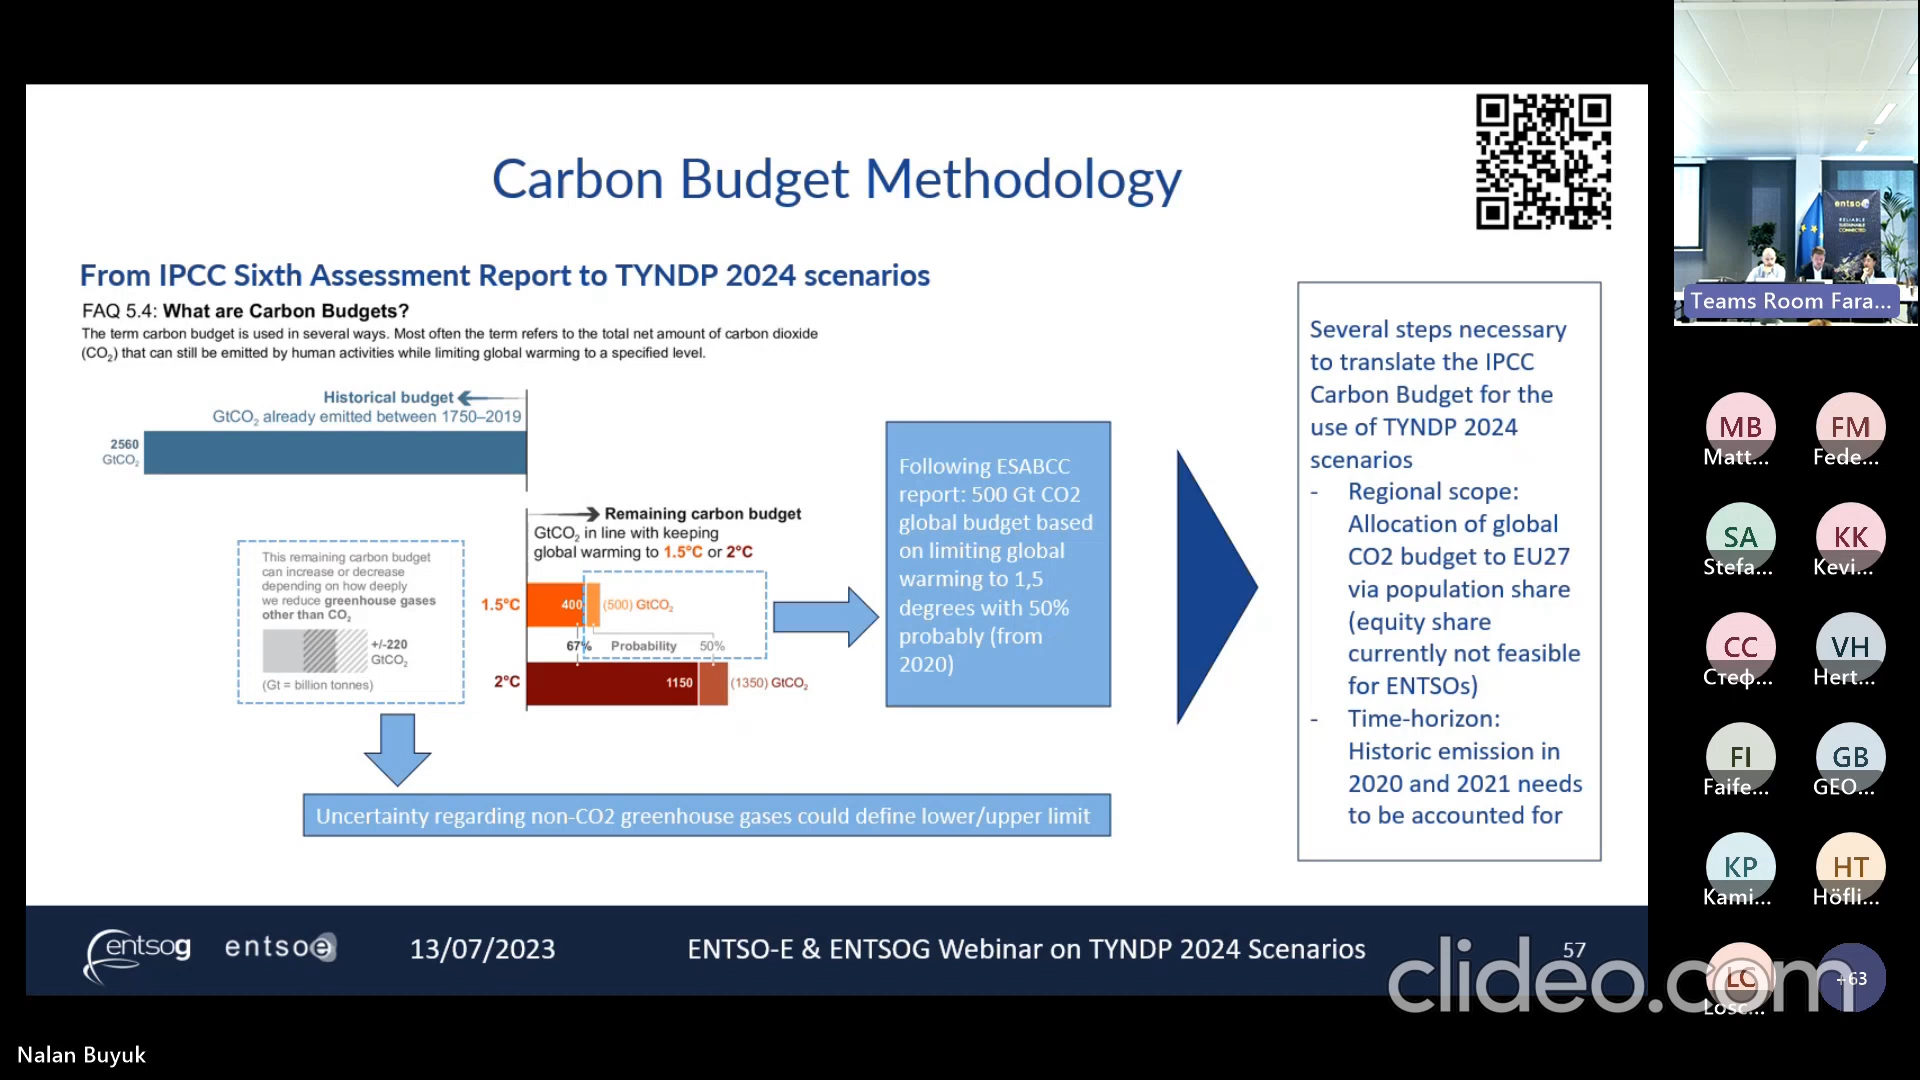 Carbon Budget Methodology
From IPCC Sixth Assessment Report to TYNDP 2024 scenarios
FAQ 5.4: What are Carbon Budgets?
The term carbon budget is used in several ways. Most often the term refers to the total net amount of carbon dioxide
(CO₂) that can still be emitted by human activities while limiting global warming to a specified level.
Historical budget
GtCO₂ already emitted between 1750–2019
2560
GtCO₂
Remaining carbon budget
GtCO₂ in line with keeping
global warming to 1.5°C or 2°C
This remaining carbon budget
can increase or decrease
depending on how deeply
we reduce greenhouse gases
other than CO₂
+/-220
GtCO₂
(Gt = billion tonnes)
1.5°C
400
(500) GtCO₂
67%
Probability
50%
2°C
1150
(1350) GtCO₂
Following ESABCC
report: 500 Gt CO2
global budget based
on limiting global
warming to 1,5
degrees with 50%
probably (from
2020)
Uncertainty regarding non-CO2 greenhouse gases could define lower/upper limit
Several steps necessary
to translate the IPCC
Carbon Budget for the
use of TYNDP 2024
scenarios
- Regional scope:
Allocation of global
CO2 budget to EU27
via population share
(equity share
currently not feasible
for ENTSOs)
- Time-horizon:
Historic emission in
2020 and 2021 needs
to be accounted for
entsog
entsoe
13/07/2023
ENTSO-E & ENTSOG Webinar on TYNDP 2024 Scenarios
57
clideo.com
Nalan Buyuk
entsoe
RELIABLE
SUSTAINABLE
CONNECTED
Teams Room Fara...
MB
Matt...
FM
Fede...
SA
Stefa...
KK
Kevi...
CC
Стеф...
VH
Hert...
FI
Faife...
GB
GEO...
KP
Kami...
HT
Höfli...
LC
Losc...
+63